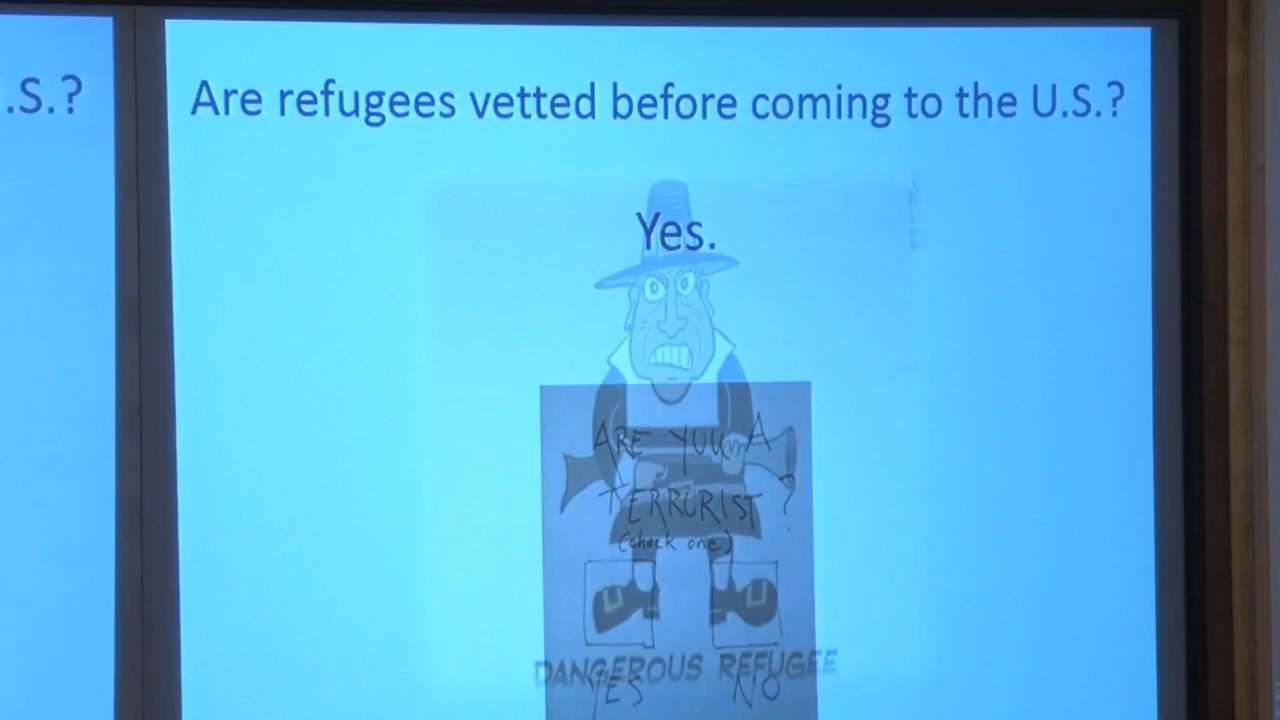 .S.?
Are refugees vetted before coming to the U.S.?
Yes.
ARE YOU A
TERRORIST ?
(check one)
DANGEROUS REFUGEE
YES NO